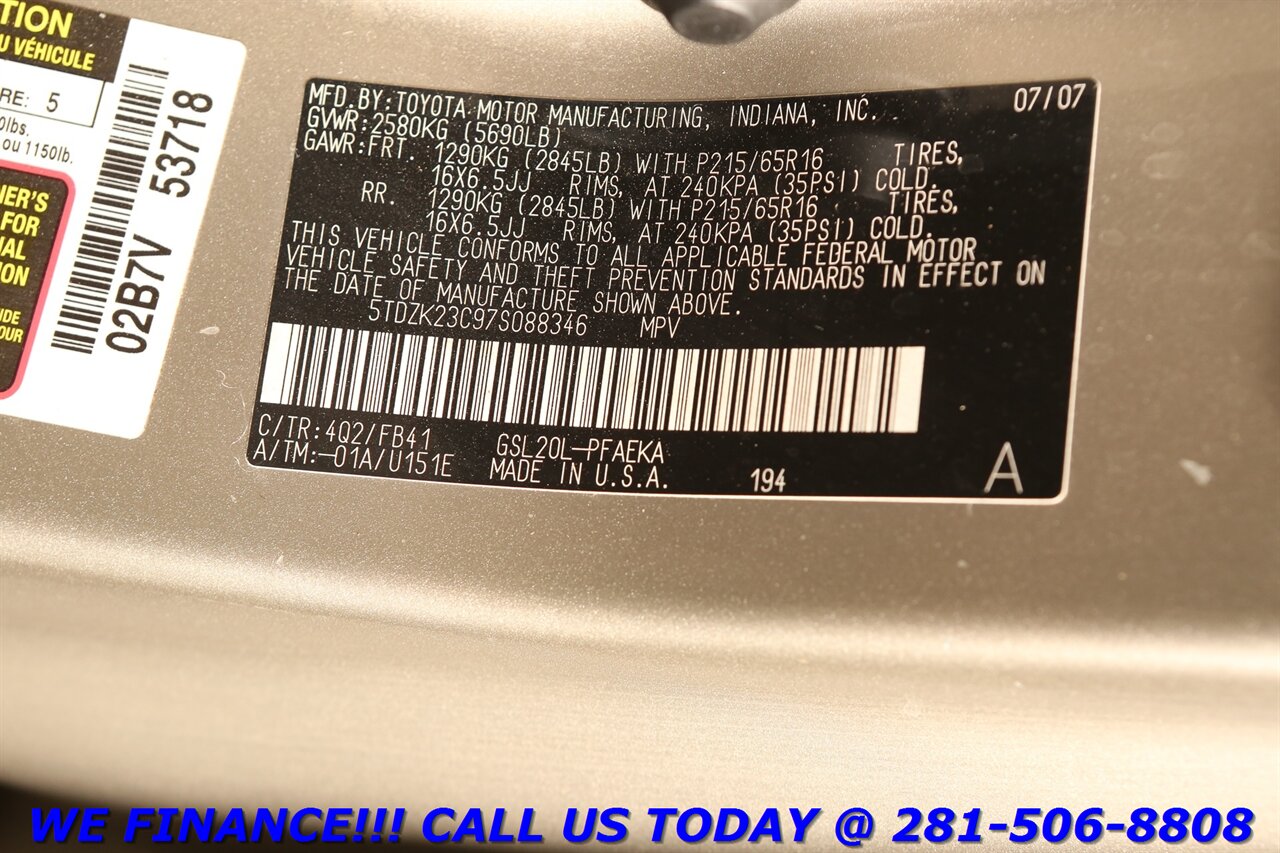 TION
U VÉHICULE
RE: 5
0lbs.
ou 1150lb.
NER'S
FOR
NAL
ION
IDE
OUR
02B7V 53718
MFD.BY:TOYOTA MOTOR MANUFACTURING, INDIANA, INC. 07/07
GVWR:2580KG (5690LB)
GAWR:FRT. 1290KG (2845LB) WITH P215/65R16 TIRES,
16X6.5JJ RIMS, AT 240KPA (35PSI) COLD.
RR. 1290KG (2845LB) WITH P215/65R16 TIRES,
16X6.5JJ RIMS, AT 240KPA (35PSI) COLD.
THIS VEHICLE CONFORMS TO ALL APPLICABLE FEDERAL MOTOR
VEHICLE SAFETY AND THEFT PREVENTION STANDARDS IN EFFECT ON
THE DATE OF MANUFACTURE SHOWN ABOVE.
5TDZK23C97S088346 MPV
C/TR:4Q2/FB41 GSL20L-PFAEKA
A/TM:-01A/U151E MADE IN U.S.A. 194 A
WE FINANCE!!! CALL US TODAY @ 281-506-8808